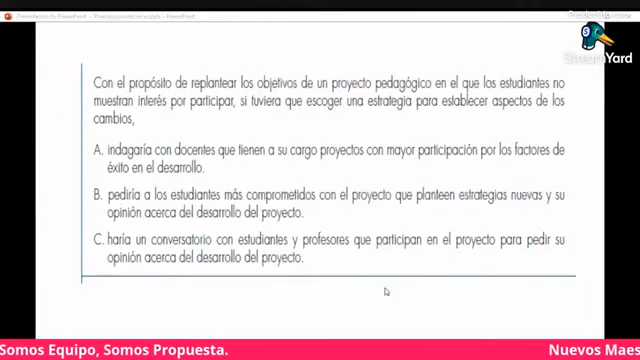 Con el propósito de replantear los objetivos de un proyecto pedagógico en el que los estudiantes no
muestran interés por participar, si tuviera que escoger una estrategia para establecer aspectos de los
cambios,
A. indagaría con docentes que tienen a su cargo proyectos con mayor participación por los factores de
éxito en el desarrollo.
B. pediría a los estudiantes más comprometidos con el proyecto que planteen estrategias nuevas y su
opinión acerca del desarrollo del proyecto.
C. haría un conversatorio con estudiantes y profesores que participan en el proyecto para pedir su
opinión acerca del desarrollo del proyecto.
StreamYard
Somos Equipo, Somos Propuesta.
Nuevos Maes